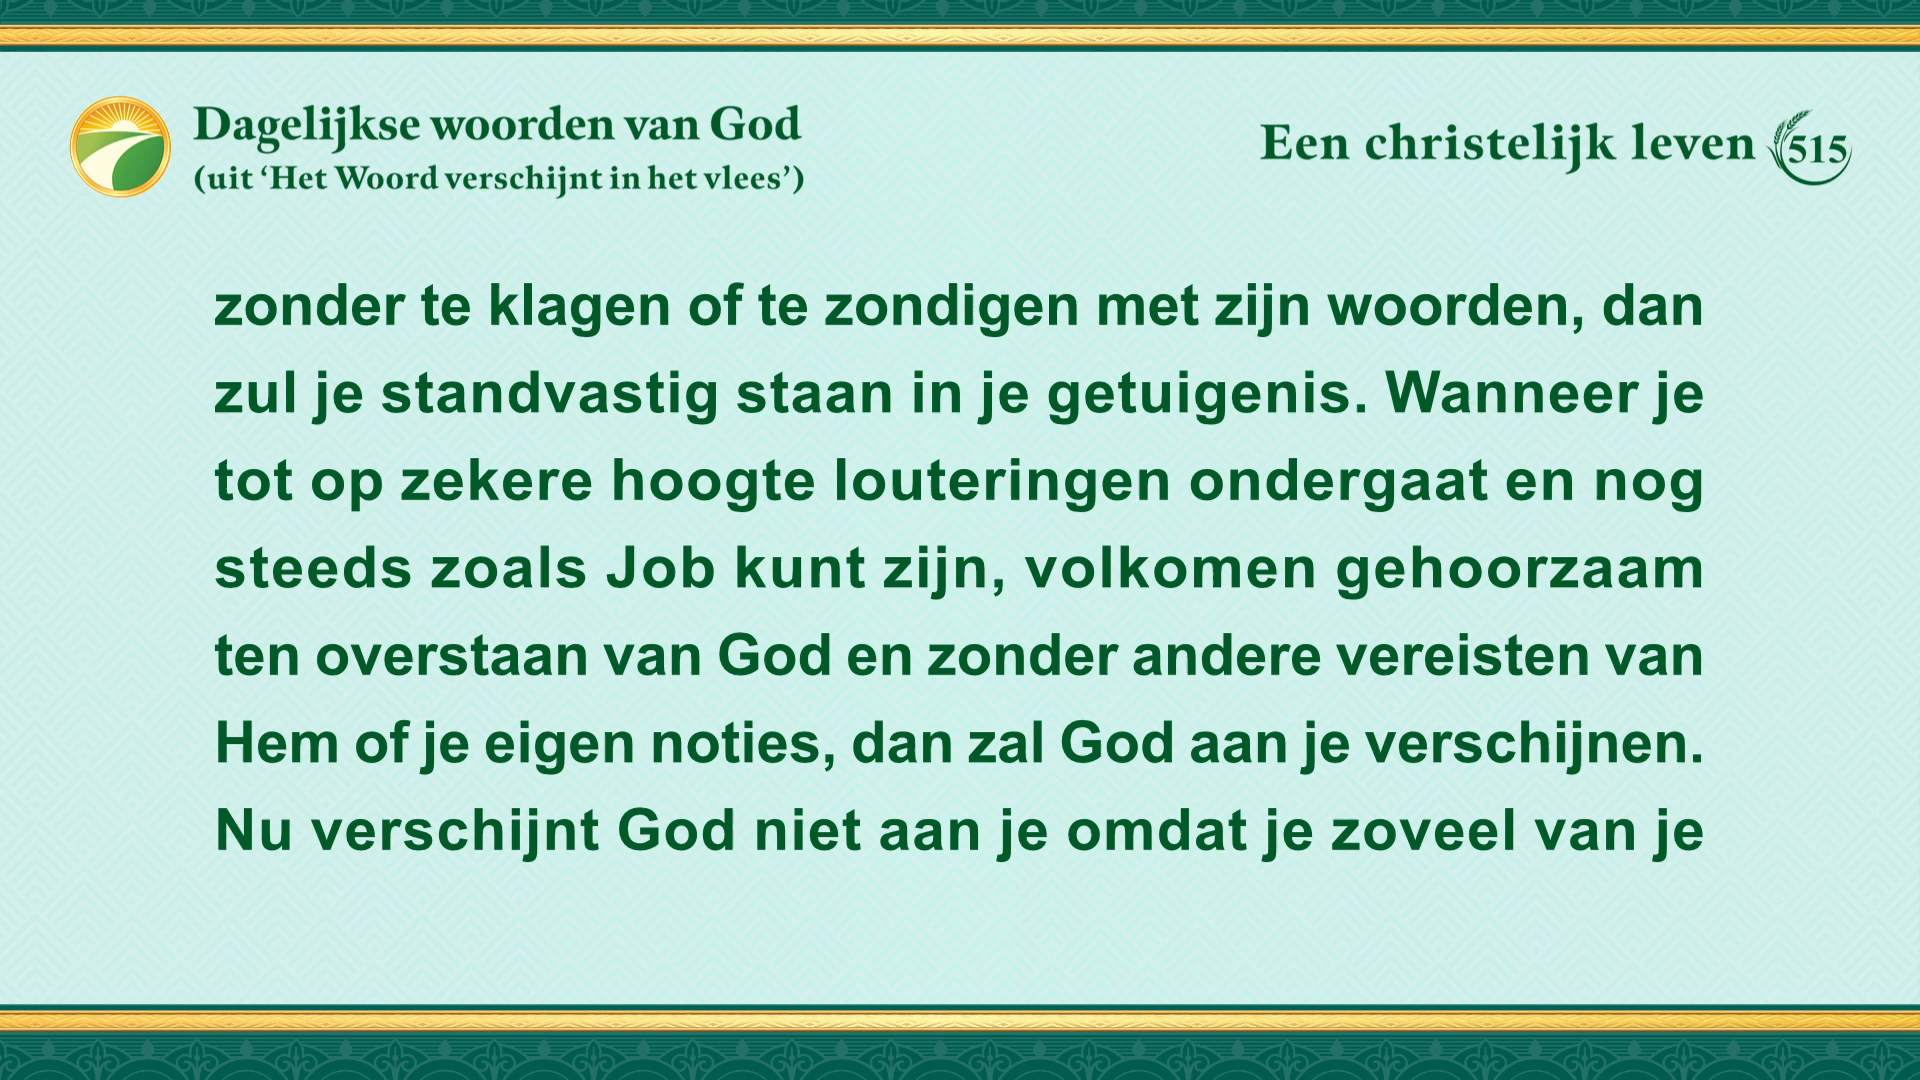 Dagelijkse woorden van God
(uit ‘Het Woord verschijnt in het vlees’)
Een christelijk leven 515
zonder te klagen of te zondigen met zijn woorden, dan
zul je standvastig staan in je getuigenis. Wanneer je
tot op zekere hoogte louteringen ondergaat en nog
steeds zoals Job kunt zijn, volkomen gehoorzaam
ten overstaan van God en zonder andere vereisten van
Hem of je eigen noties, dan zal God aan je verschijnen.
Nu verschijnt God niet aan je omdat je zoveel van je